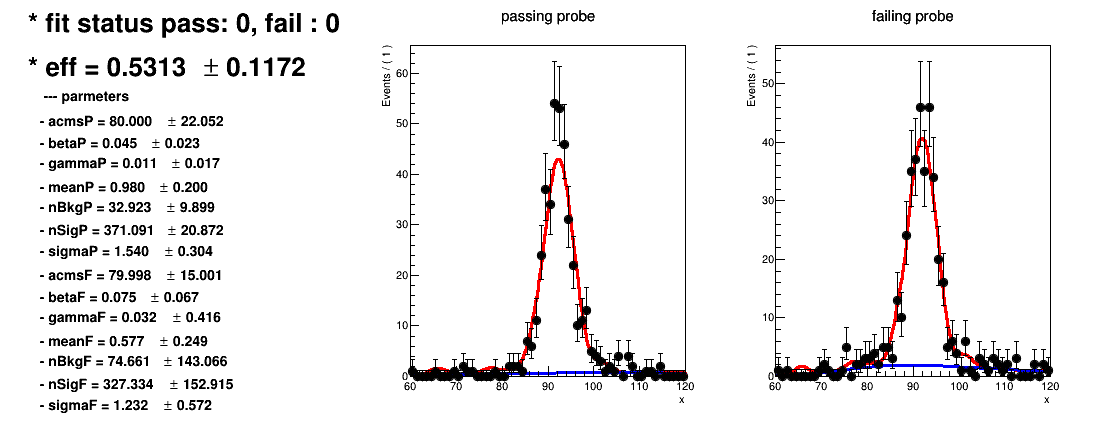 * fit status pass: 0, fail : 0
* eff = 0.5313 ± 0.1172
--- parmeters
- acmsP = 80.000 ± 22.052
- betaP = 0.045 ± 0.023
- gammaP = 0.011 ± 0.017
- meanP = 0.980 ± 0.200
- nBkgP = 32.923 ± 9.899
- nSigP = 371.091 ± 20.872
- sigmaP = 1.540 ± 0.304
- acmsF = 79.998 ± 15.001
- betaF = 0.075 ± 0.067
- gammaF = 0.032 ± 0.416
- meanF = 0.577 ± 0.249
- nBkgF = 74.661 ± 143.066
- nSigF = 327.334 ± 152.915
- sigmaF = 1.232 ± 0.572
passing probe
Events / ( 1 )
60
50
40
30
20
10
0
60 70 80 90 100 110 120
x
failing probe
Events / ( 1 )
50
40
30
20
10
0
60 70 80 90 100 110 120
x